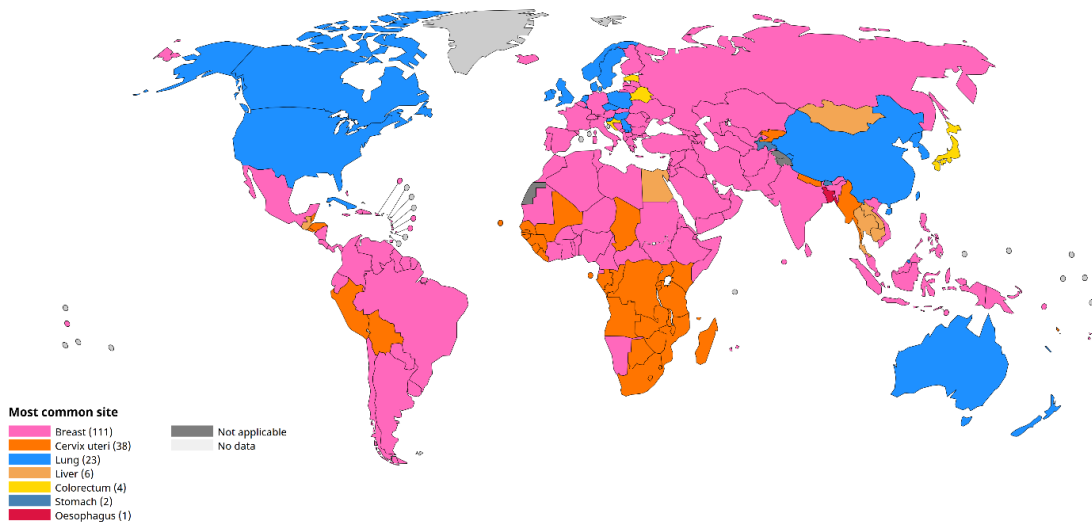 Most common site
Breast (111)
Cervix uteri (38)
Lung (23)
Liver (6)
Colorectum (4)
Stomach (2)
Oesophagus (1)
Not applicable
No data